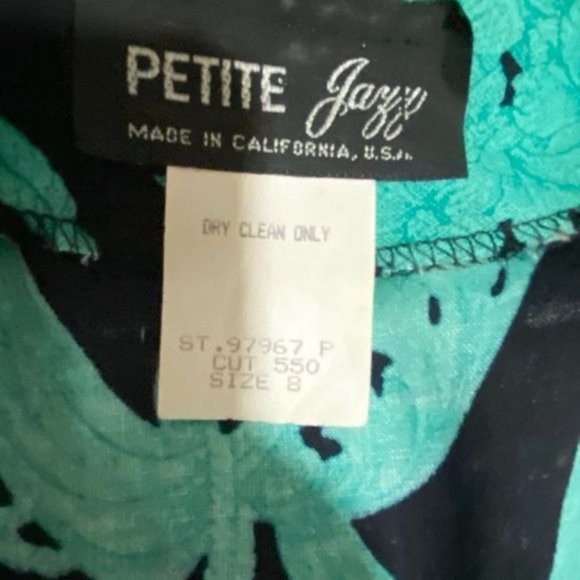 PETITE Jazz
MADE IN CALIFORNIA, U.S.A.
DRY CLEAN ONLY
ST.97967 P
CUT 550
SIZE 8